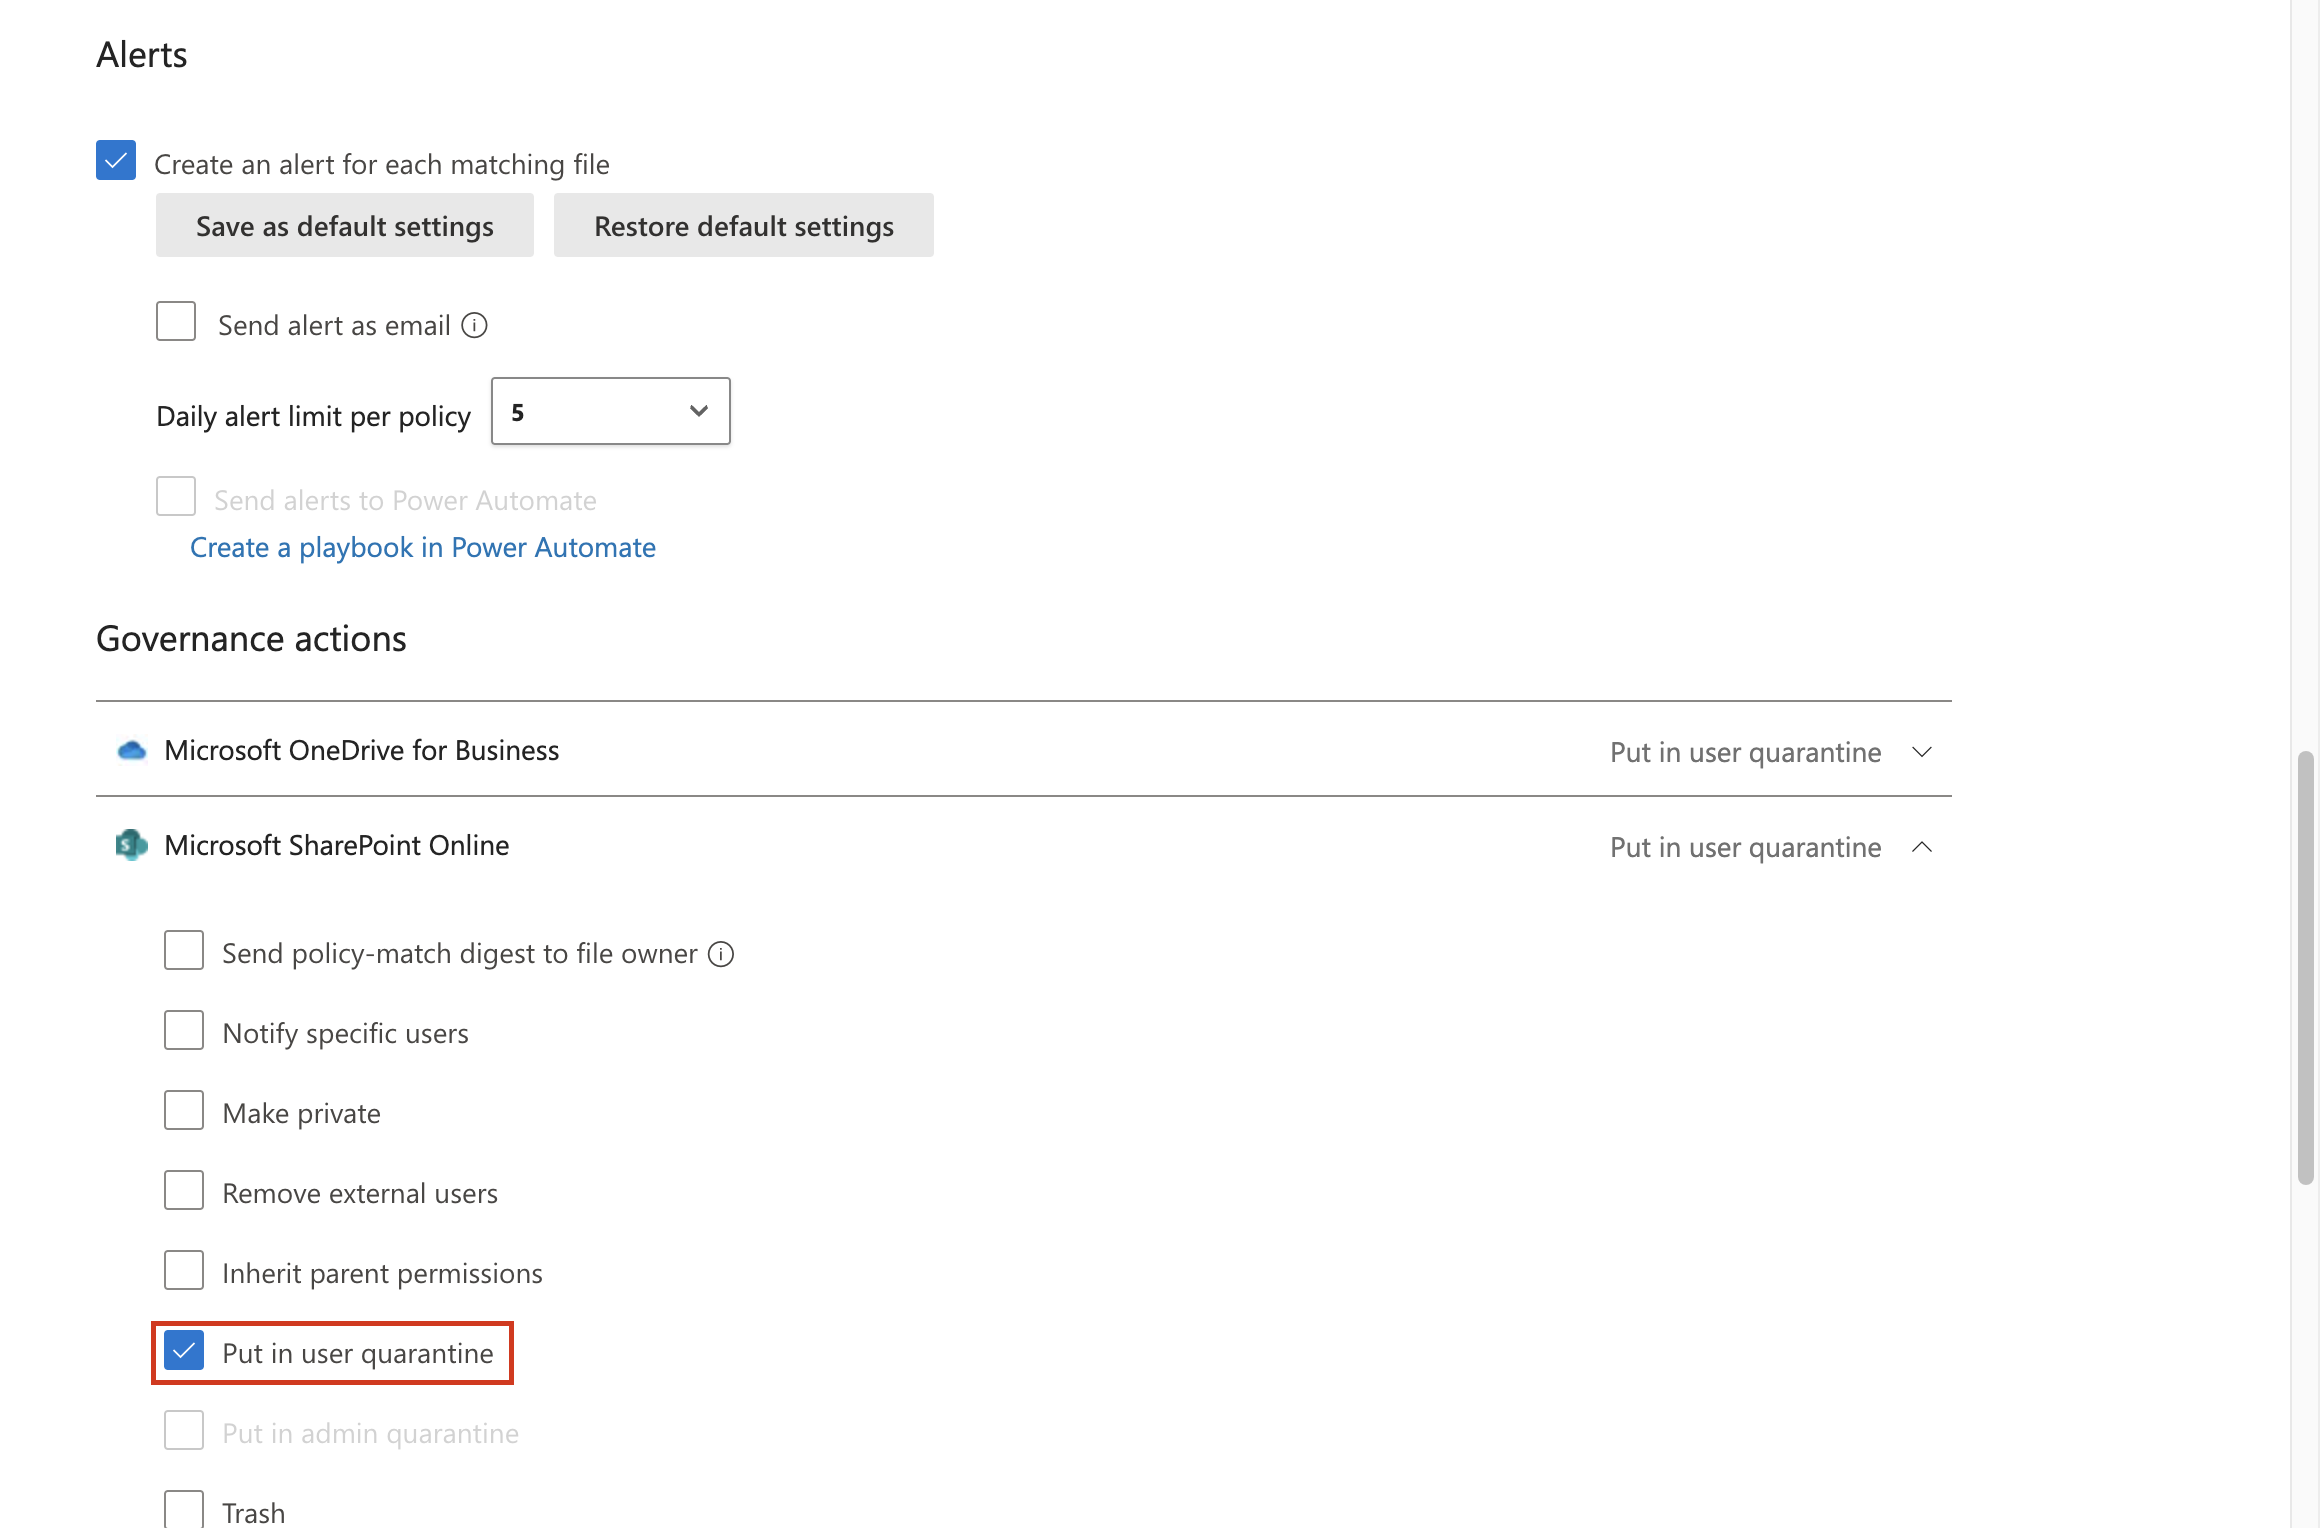 Alerts
Create an alert for each matching file
Save as default settings Restore default settings
Send alert as email
Daily alert limit per policy 5
Send alerts to Power Automate
Create a playbook in Power Automate
Governance actions
Microsoft OneDrive for Business Put in user quarantine
Microsoft SharePoint Online Put in user quarantine
Send policy-match digest to file owner
Notify specific users
Make private
Remove external users
Inherit parent permissions
Put in user quarantine
Put in admin quarantine
Trash